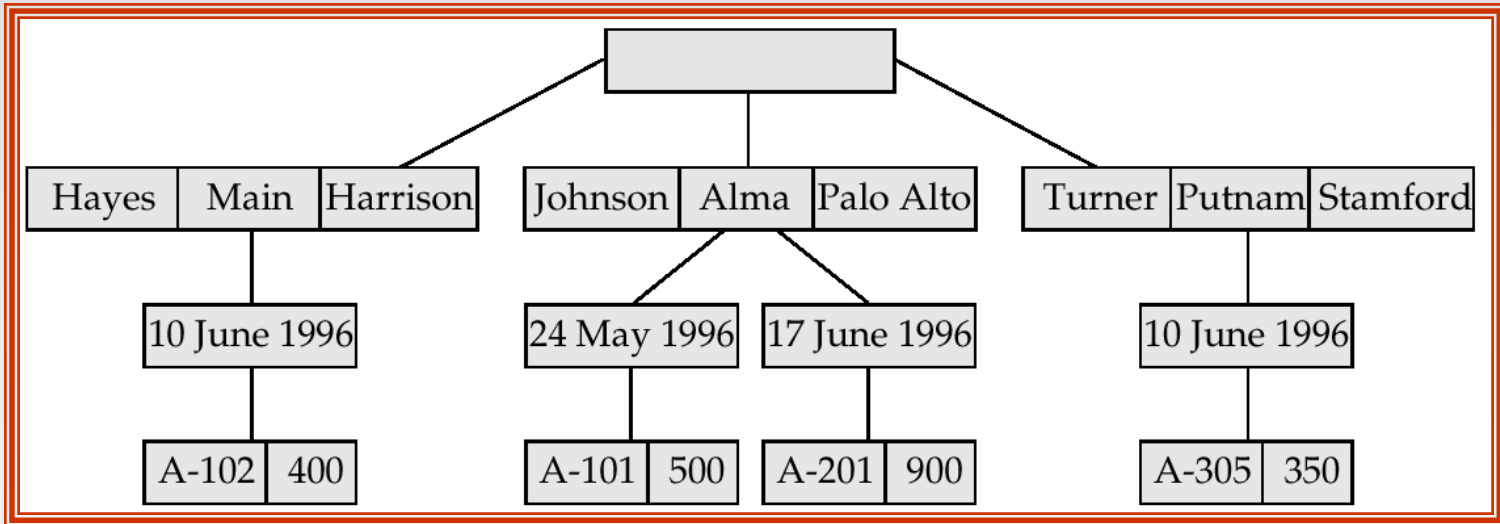 Hayes Main Harrison Johnson Alma Palo Alto Turner Putnam Stamford
10 June 1996 24 May 1996 17 June 1996 10 June 1996
A-102 400 A-101 500 A-201 900 A-305 350